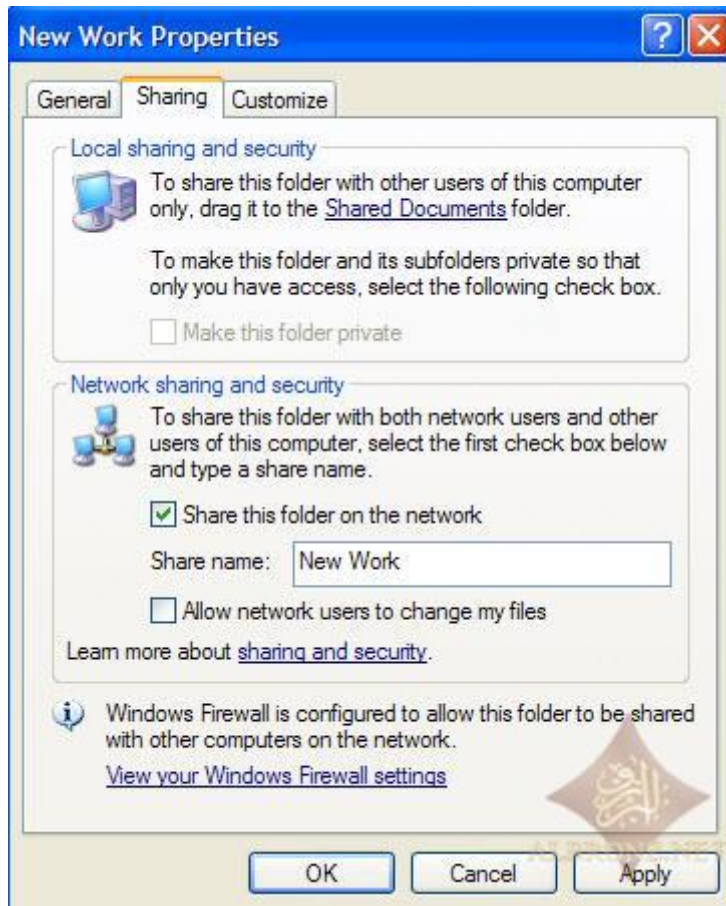 New Work Properties
General Sharing Customize
Local sharing and security
To share this folder with other users of this computer
only, drag it to the Shared Documents folder.
To make this folder and its subfolders private so that
only you have access, select the following check box.
Make this folder private
Network sharing and security
To share this folder with both network users and other
users of this computer, select the first check box below
and type a share name.
Share this folder on the network
Share name: New Work
Allow network users to change my files
Learn more about sharing and security.
Windows Firewall is configured to allow this folder to be shared
with other computers on the network.
View your Windows Firewall settings
OK Cancel Apply